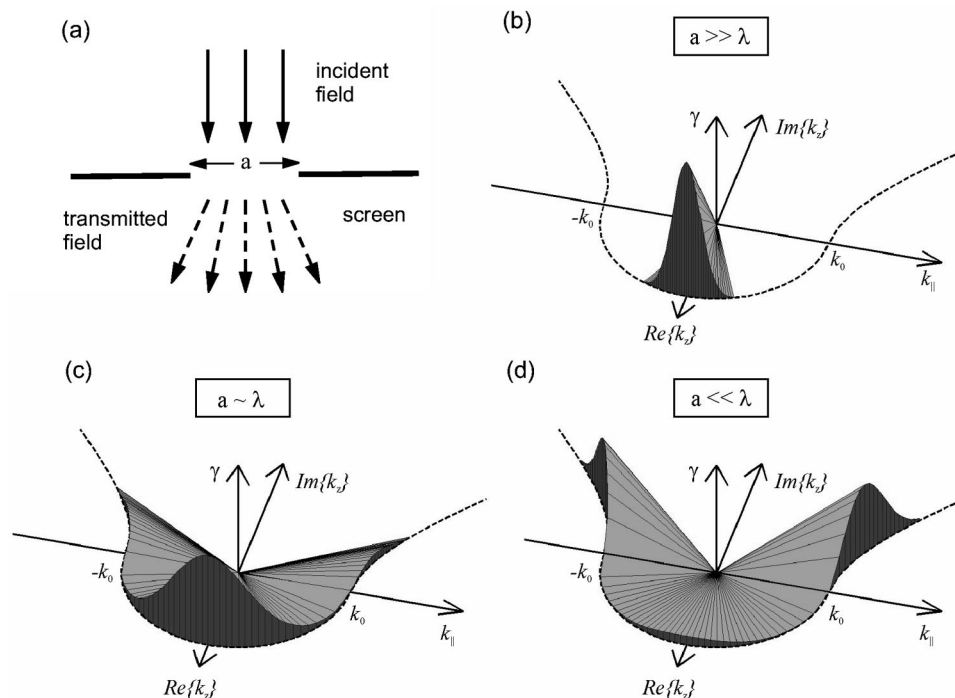 (a)
incident
field
a
transmitted
field
screen
(b)
a >> λ
γ
Im{k_z}
-k_0
k_0
k_||
Re{k_z}
(c)
a ~ λ
γ
Im{k_z}
-k_0
k_0
k_||
Re{k_z}
(d)
a << λ
γ
Im{k_z}
-k_0
k_0
k_||
Re{k_z}